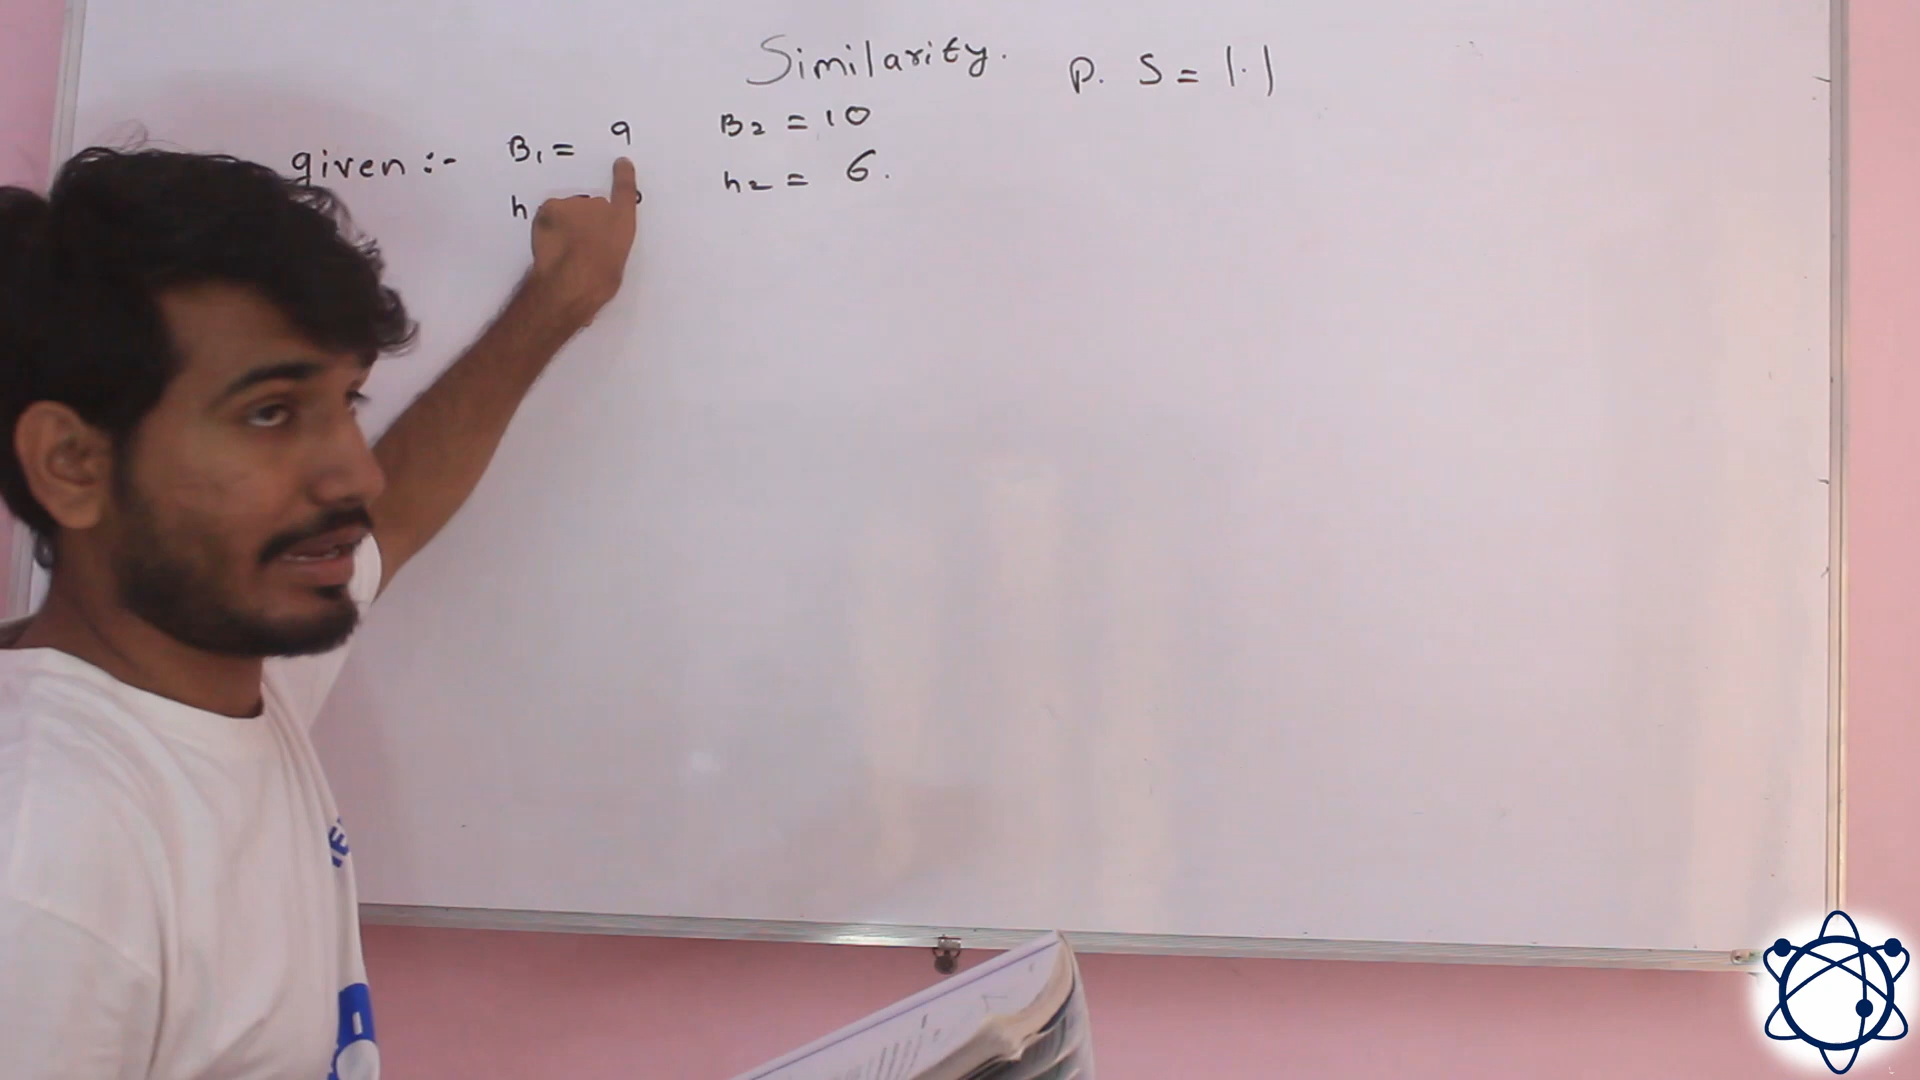 Similarity. P. S = 1.1
given :- B₁ = 9 B₂ = 10
h h₂ = 6.